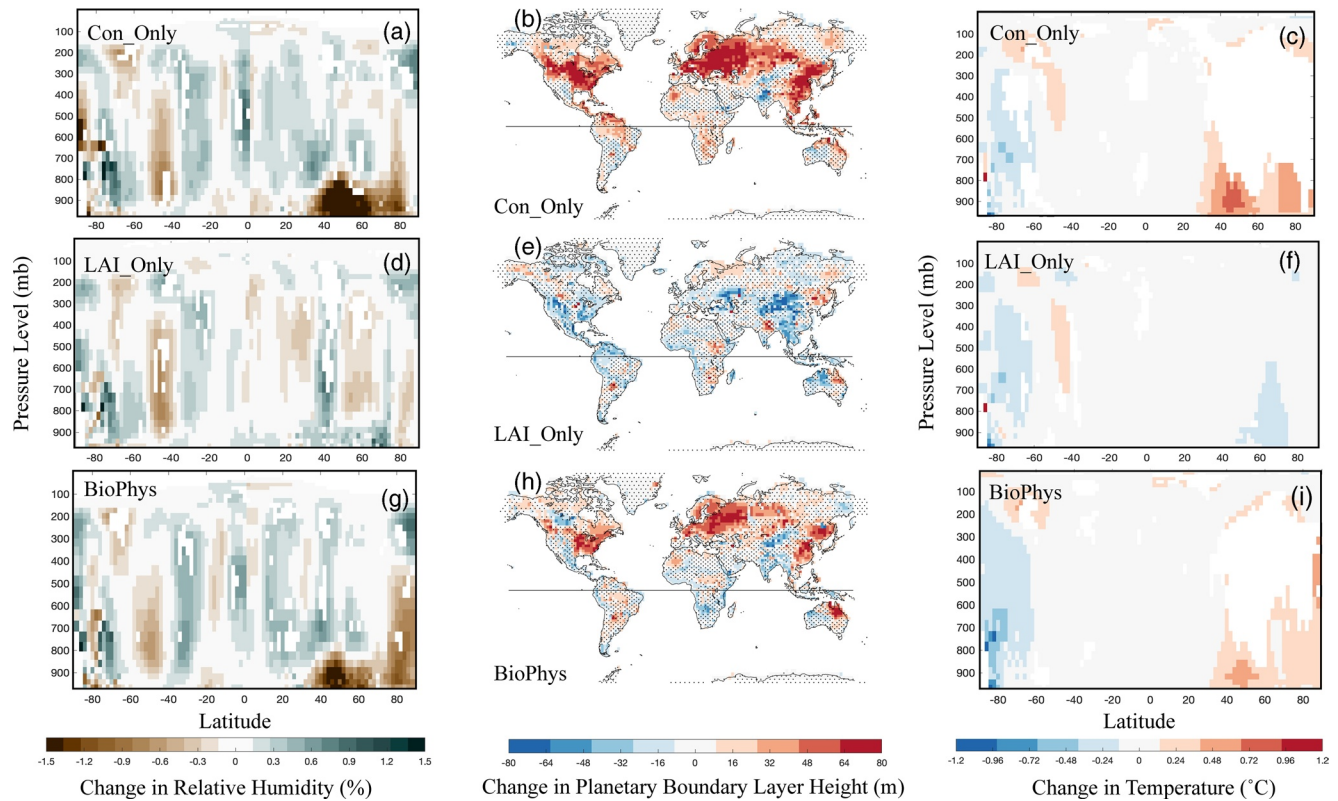 Con_Only (a)
100
200
300
400
500
600
700
800
900
-80 -60 -40 -20 0 20 40 60 80
(b)
Con_Only
Con_Only (c)
100
200
300
400
500
600
700
800
900
-80 -60 -40 -20 0 20 40 60 80
Pressure Level (mb)
LAI_Only (d)
100
200
300
400
500
600
700
800
900
-80 -60 -40 -20 0 20 40 60 80
(e)
LAI_Only
Pressure Level (mb)
LAI_Only (f)
100
200
300
400
500
600
700
800
900
-80 -60 -40 -20 0 20 40 60 80
BioPhys (g)
100
200
300
400
500
600
700
800
900
-80 -60 -40 -20 0 20 40 60 80
Latitude
(h)
BioPhys
BioPhys (i)
100
200
300
400
500
600
700
800
900
-80 -60 -40 -20 0 20 40 60 80
Latitude
-1.5 -1.2 -0.9 -0.6 -0.3 0 0.3 0.6 0.9 1.2 1.5
Change in Relative Humidity (%)
-80 -64 -48 -32 -16 0 16 32 48 64 80
Change in Planetary Boundary Layer Height (m)
-1.2 -0.96 -0.72 -0.48 -0.24 0 0.24 0.48 0.72 0.96 1.2
Change in Temperature (˚C)